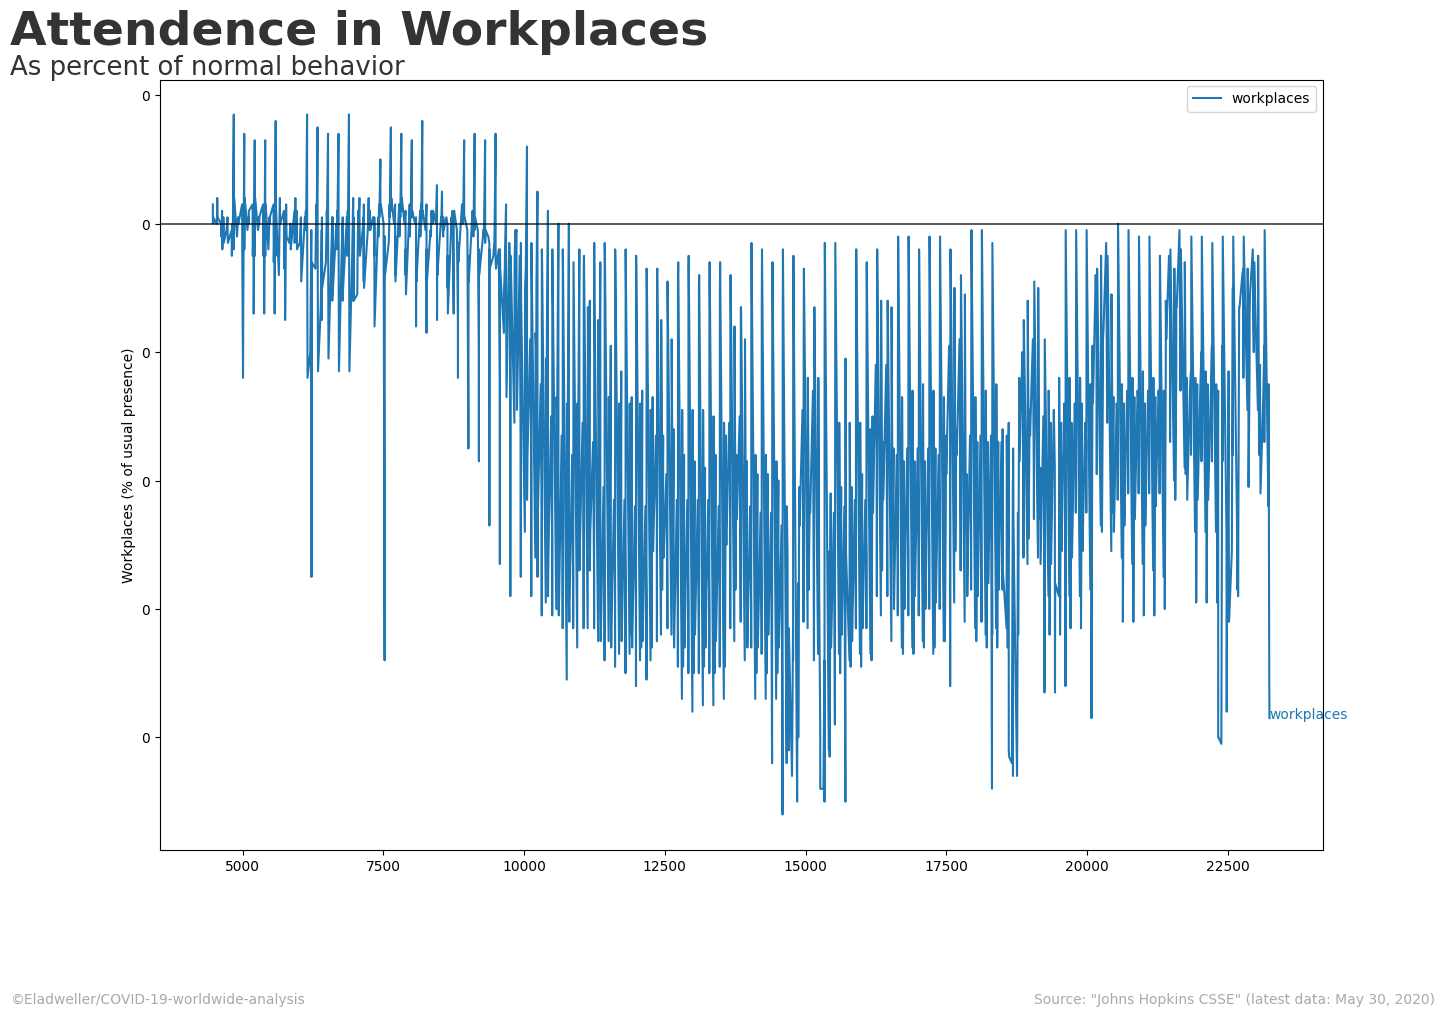 Attendence in Workplaces
As percent of normal behavior
workplaces
Workplaces (% of usual presence)
0
0
0
0
0
0
workplaces
5000
7500
10000
12500
15000
17500
20000
22500
©Eladweller/COVID-19-worldwide-analysis
Source: "Johns Hopkins CSSE" (latest data: May 30, 2020)